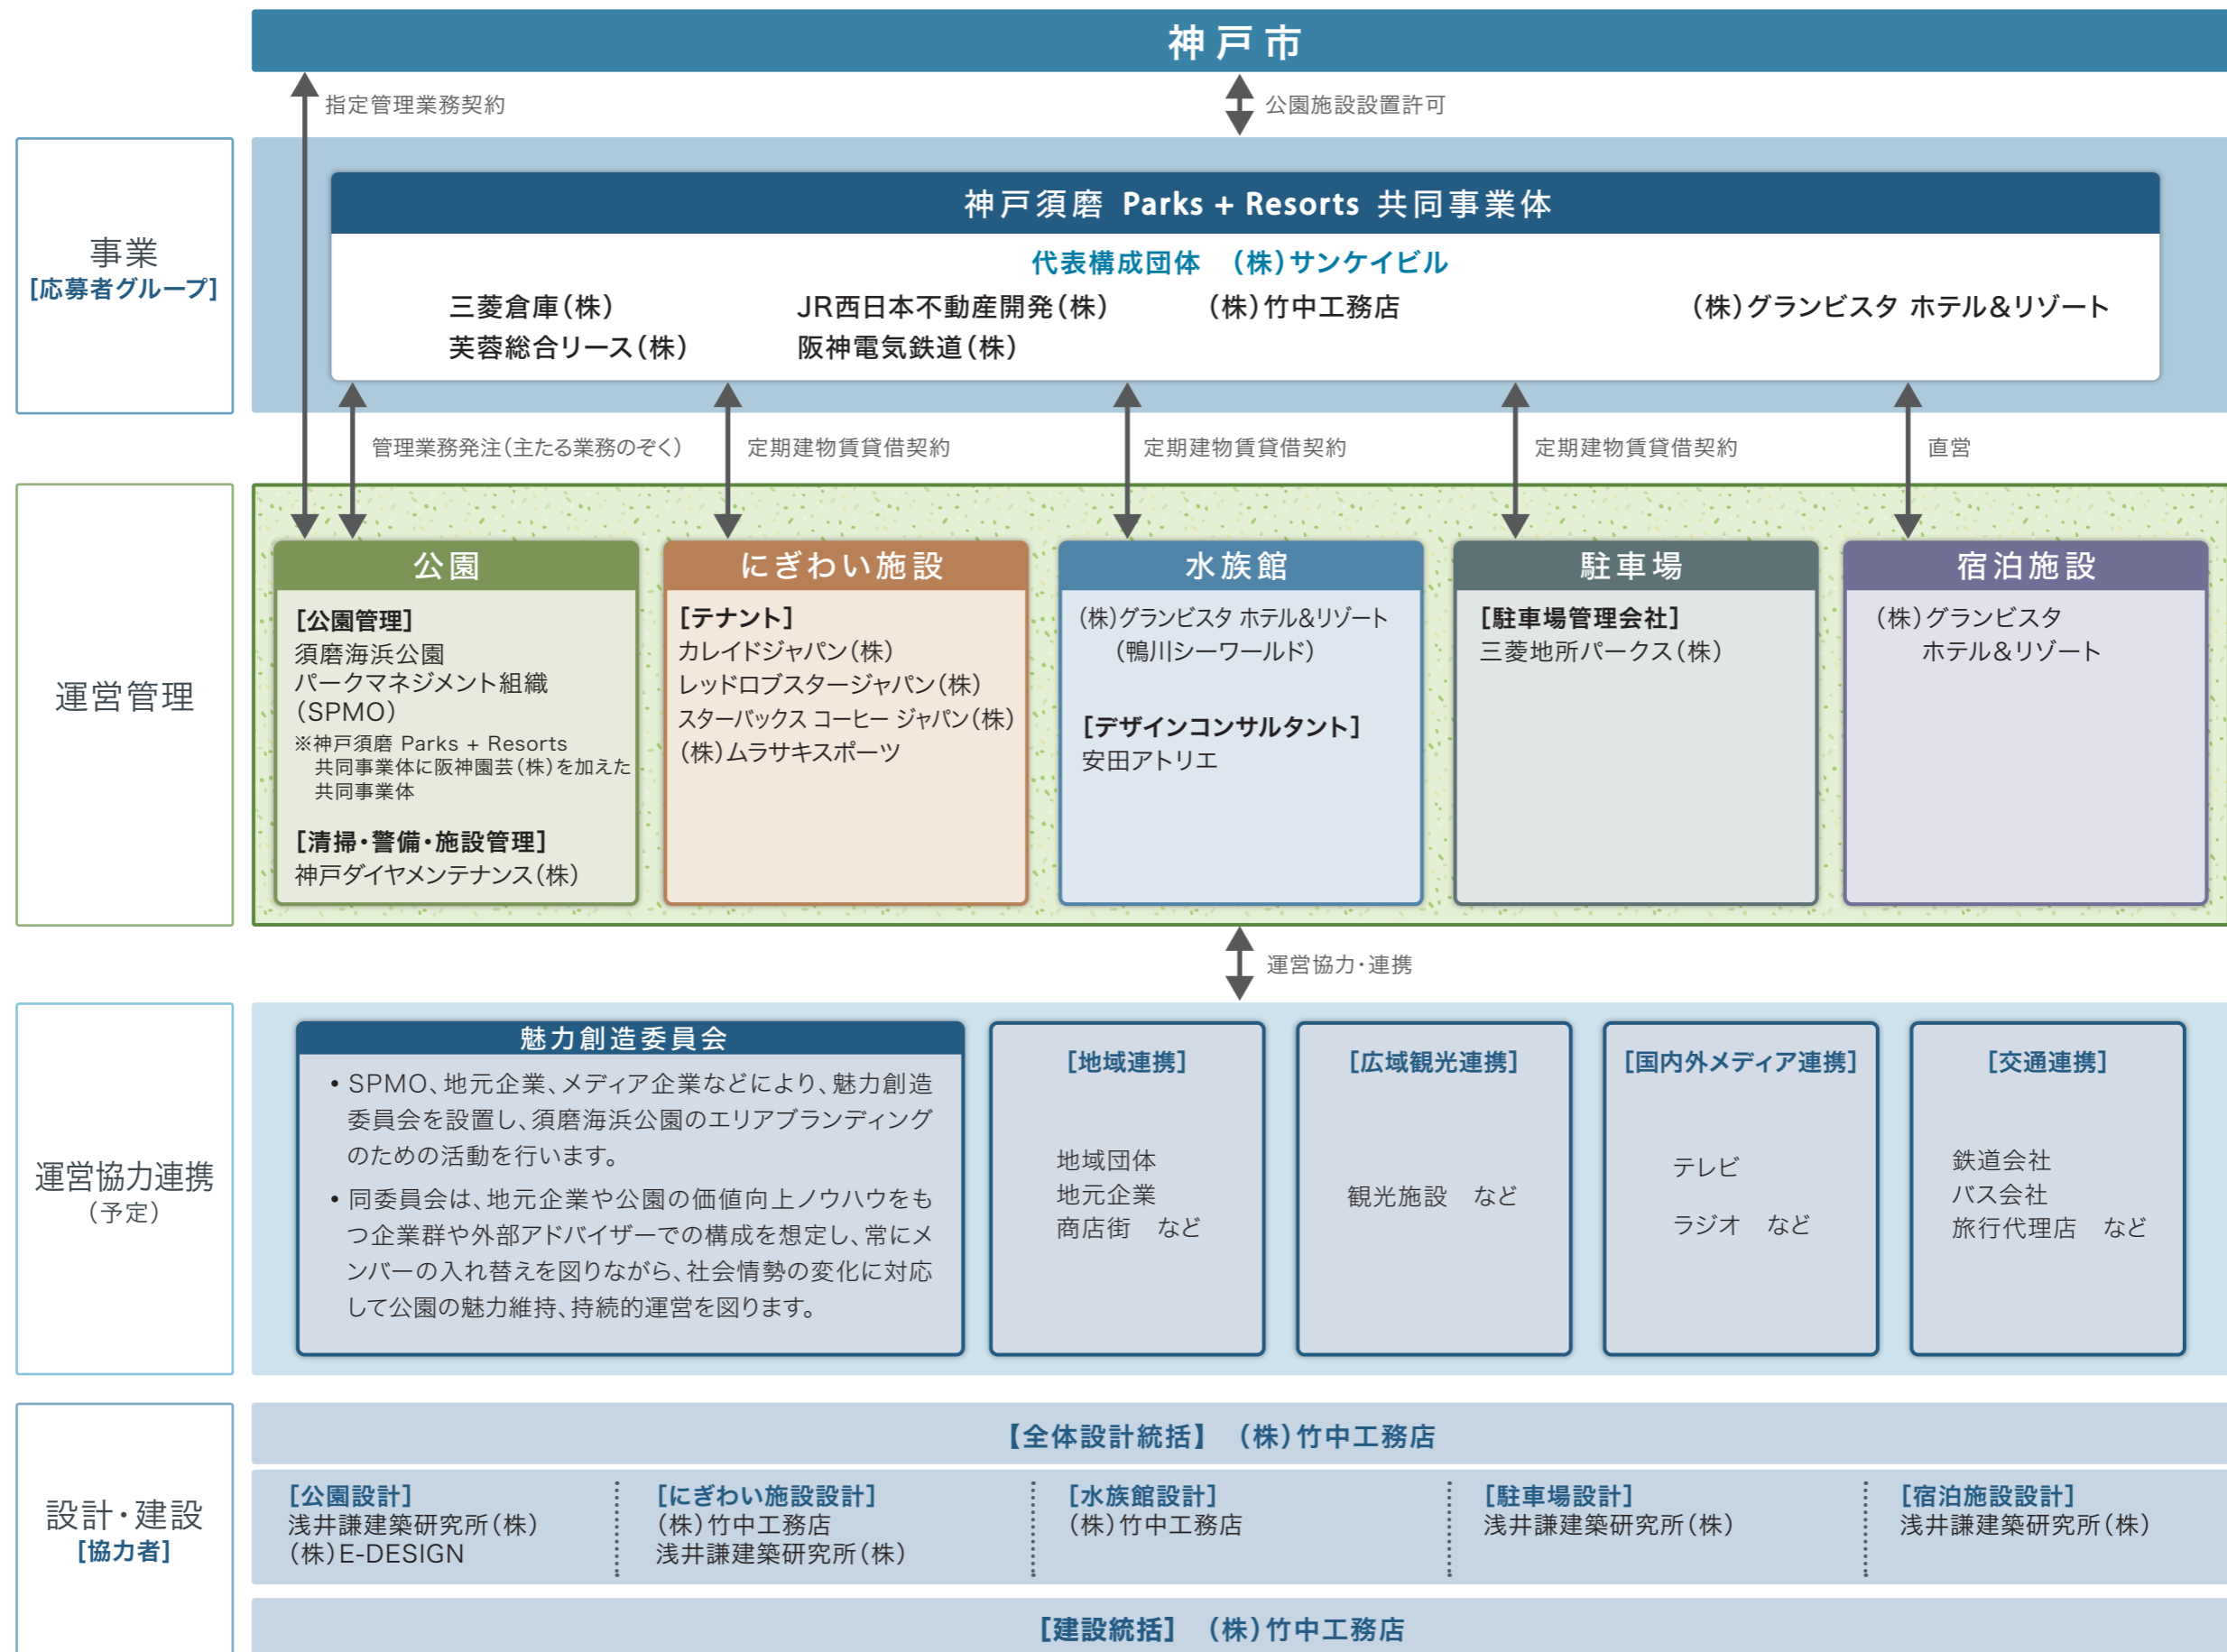 神戸市
指定管理業務契約
公園施設設置許可
事業
[応募者グループ]
神戸須磨 Parks + Resorts 共同事業体
代表構成団体 (株)サンケイビル
三菱倉庫(株) JR西日本不動産開発(株) (株)竹中工務店 (株)グランビスタ ホテル&リゾート
芙蓉総合リース(株) 阪神電気鉄道(株)
管理業務発注(主たる業務のぞく)
定期建物賃貸借契約
定期建物賃貸借契約
定期建物賃貸借契約
直営
運営管理
公園
[公園管理]
須磨海浜公園
パークマネジメント組織
(SPMO)
※神戸須磨 Parks + Resorts
共同事業体に阪神園芸(株)を加えた
共同事業体
[清掃・警備・施設管理]
神戸ダイヤメンテナンス(株)
にぎわい施設
[テナント]
カレイドジャパン(株)
レッドロブスタージャパン(株)
スターバックス コーヒー ジャパン(株)
(株)ムラサキスポーツ
水族館
(株)グランビスタ ホテル&リゾート
(鴨川シーワールド)
[デザインコンサルタント]
安田アトリエ
駐車場
[駐車場管理会社]
三菱地所パークス(株)
宿泊施設
(株)グランビスタ
ホテル&リゾート
運営協力・連携
運営協力連携
(予定)
魅力創造委員会
• SPMO、地元企業、メディア企業などにより、魅力創造
委員会を設置し、須磨海浜公園のエリアブランディング
のための活動を行います。
• 同委員会は、地元企業や公園の価値向上ノウハウをも
つ企業群や外部アドバイザーでの構成を想定し、常にメ
ンバーの入れ替えを図りながら、社会情勢の変化に対応
して公園の魅力維持、持続的運営を図ります。
[地域連携]
地域団体
地元企業
商店街 など
[広域観光連携]
観光施設 など
[国内外メディア連携]
テレビ
ラジオ など
[交通連携]
鉄道会社
バス会社
旅行代理店 など
設計・建設
[協力者]
【全体設計統括】 (株)竹中工務店
[公園設計]
浅井謙建築研究所(株)
(株)E-DESIGN
[にぎわい施設設計]
(株)竹中工務店
浅井謙建築研究所(株)
[水族館設計]
(株)竹中工務店
[駐車場設計]
浅井謙建築研究所(株)
[宿泊施設設計]
浅井謙建築研究所(株)
[建設統括] (株)竹中工務店